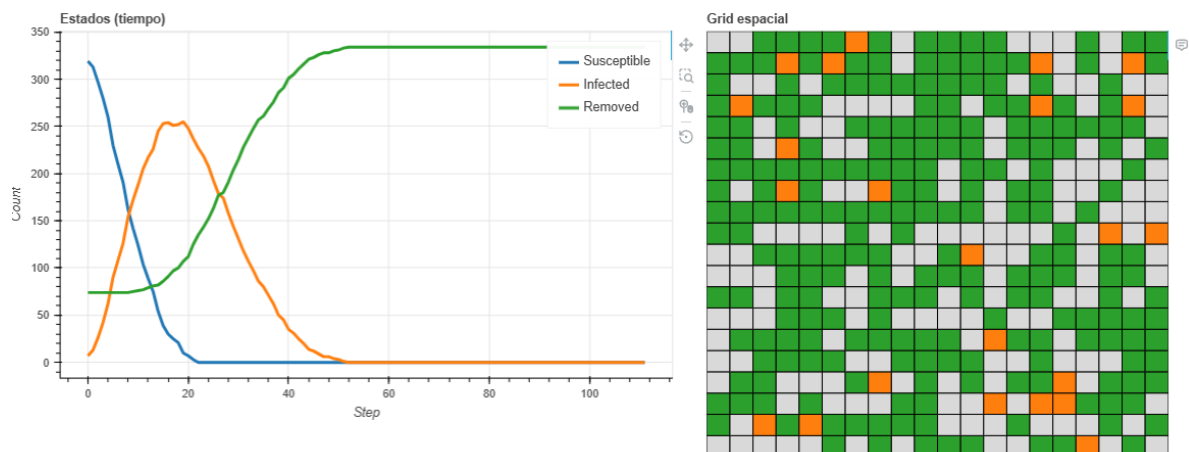 Estados (tiempo)
350
300
250
200
150
100
50
0
Count
0
20
40
60
80
100
Step
Susceptible
Infected
Removed
Grid espacial